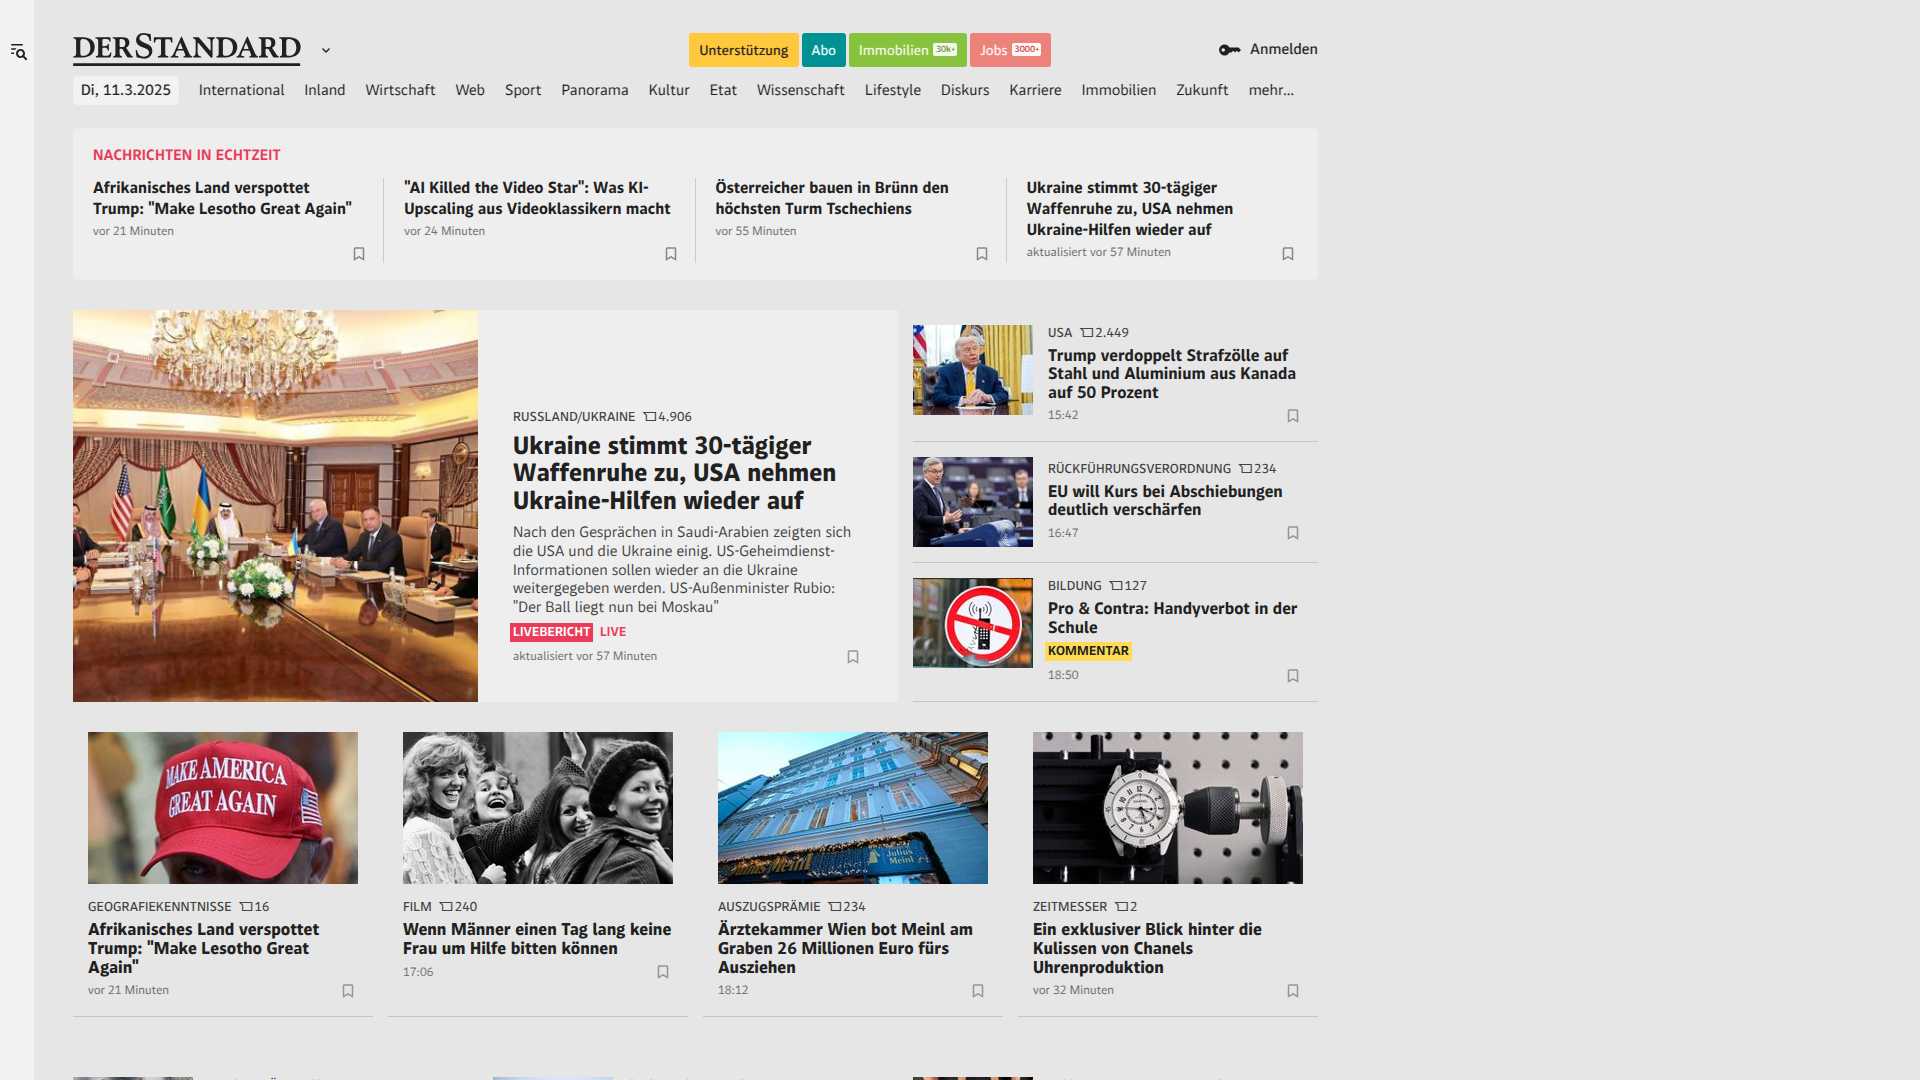 DERSTANDARD
Unterstützung
Abo
Immobilien 30k+
Jobs 3000+
Anmelden
Di, 11.3.2025
International
Inland
Wirtschaft
Web
Sport
Panorama
Kultur
Etat
Wissenschaft
Lifestyle
Diskurs
Karriere
Immobilien
Zukunft
mehr...
NACHRICHTEN IN ECHTZEIT
Afrikanisches Land verspottet
Trump: "Make Lesotho Great Again"
vor 21 Minuten
"AI Killed the Video Star": Was KI-
Upscaling aus Videoklassikern macht
vor 24 Minuten
Österreicher bauen in Brünn den
höchsten Turm Tschechiens
vor 55 Minuten
Ukraine stimmt 30-tägiger
Waffenruhe zu, USA nehmen
Ukraine-Hilfen wieder auf
aktualisiert vor 57 Minuten
RUSSLAND/UKRAINE 4.906
Ukraine stimmt 30-tägiger
Waffenruhe zu, USA nehmen
Ukraine-Hilfen wieder auf
Nach den Gesprächen in Saudi-Arabien zeigten sich
die USA und die Ukraine einig. US-Geheimdienst-
Informationen sollen wieder an die Ukraine
weitergegeben werden. US-Außenminister Rubio:
"Der Ball liegt nun bei Moskau"
LIVEBERICHT LIVE
aktualisiert vor 57 Minuten
USA 2.449
Trump verdoppelt Strafzölle auf
Stahl und Aluminium aus Kanada
auf 50 Prozent
15:42
RÜCKFÜHRUNGSVERORDNUNG 234
EU will Kurs bei Abschiebungen
deutlich verschärfen
16:47
BILDUNG 127
Pro & Contra: Handyverbot in der
Schule
KOMMENTAR
18:50
MAKE AMERICA
GREAT AGAIN
GEOGRAFIEKENNTNISSE 16
Afrikanisches Land verspottet
Trump: "Make Lesotho Great
Again"
vor 21 Minuten
FILM 240
Wenn Männer einen Tag lang keine
Frau um Hilfe bitten können
17:06
Julius Meinl
Julius
Meinl
AUSZUGSPRÄMIE 234
Ärztekammer Wien bot Meinl am
Graben 26 Millionen Euro fürs
Ausziehen
18:12
ZEITMESSER 2
Ein exklusiver Blick hinter die
Kulissen von Chanels
Uhrenproduktion
vor 32 Minuten